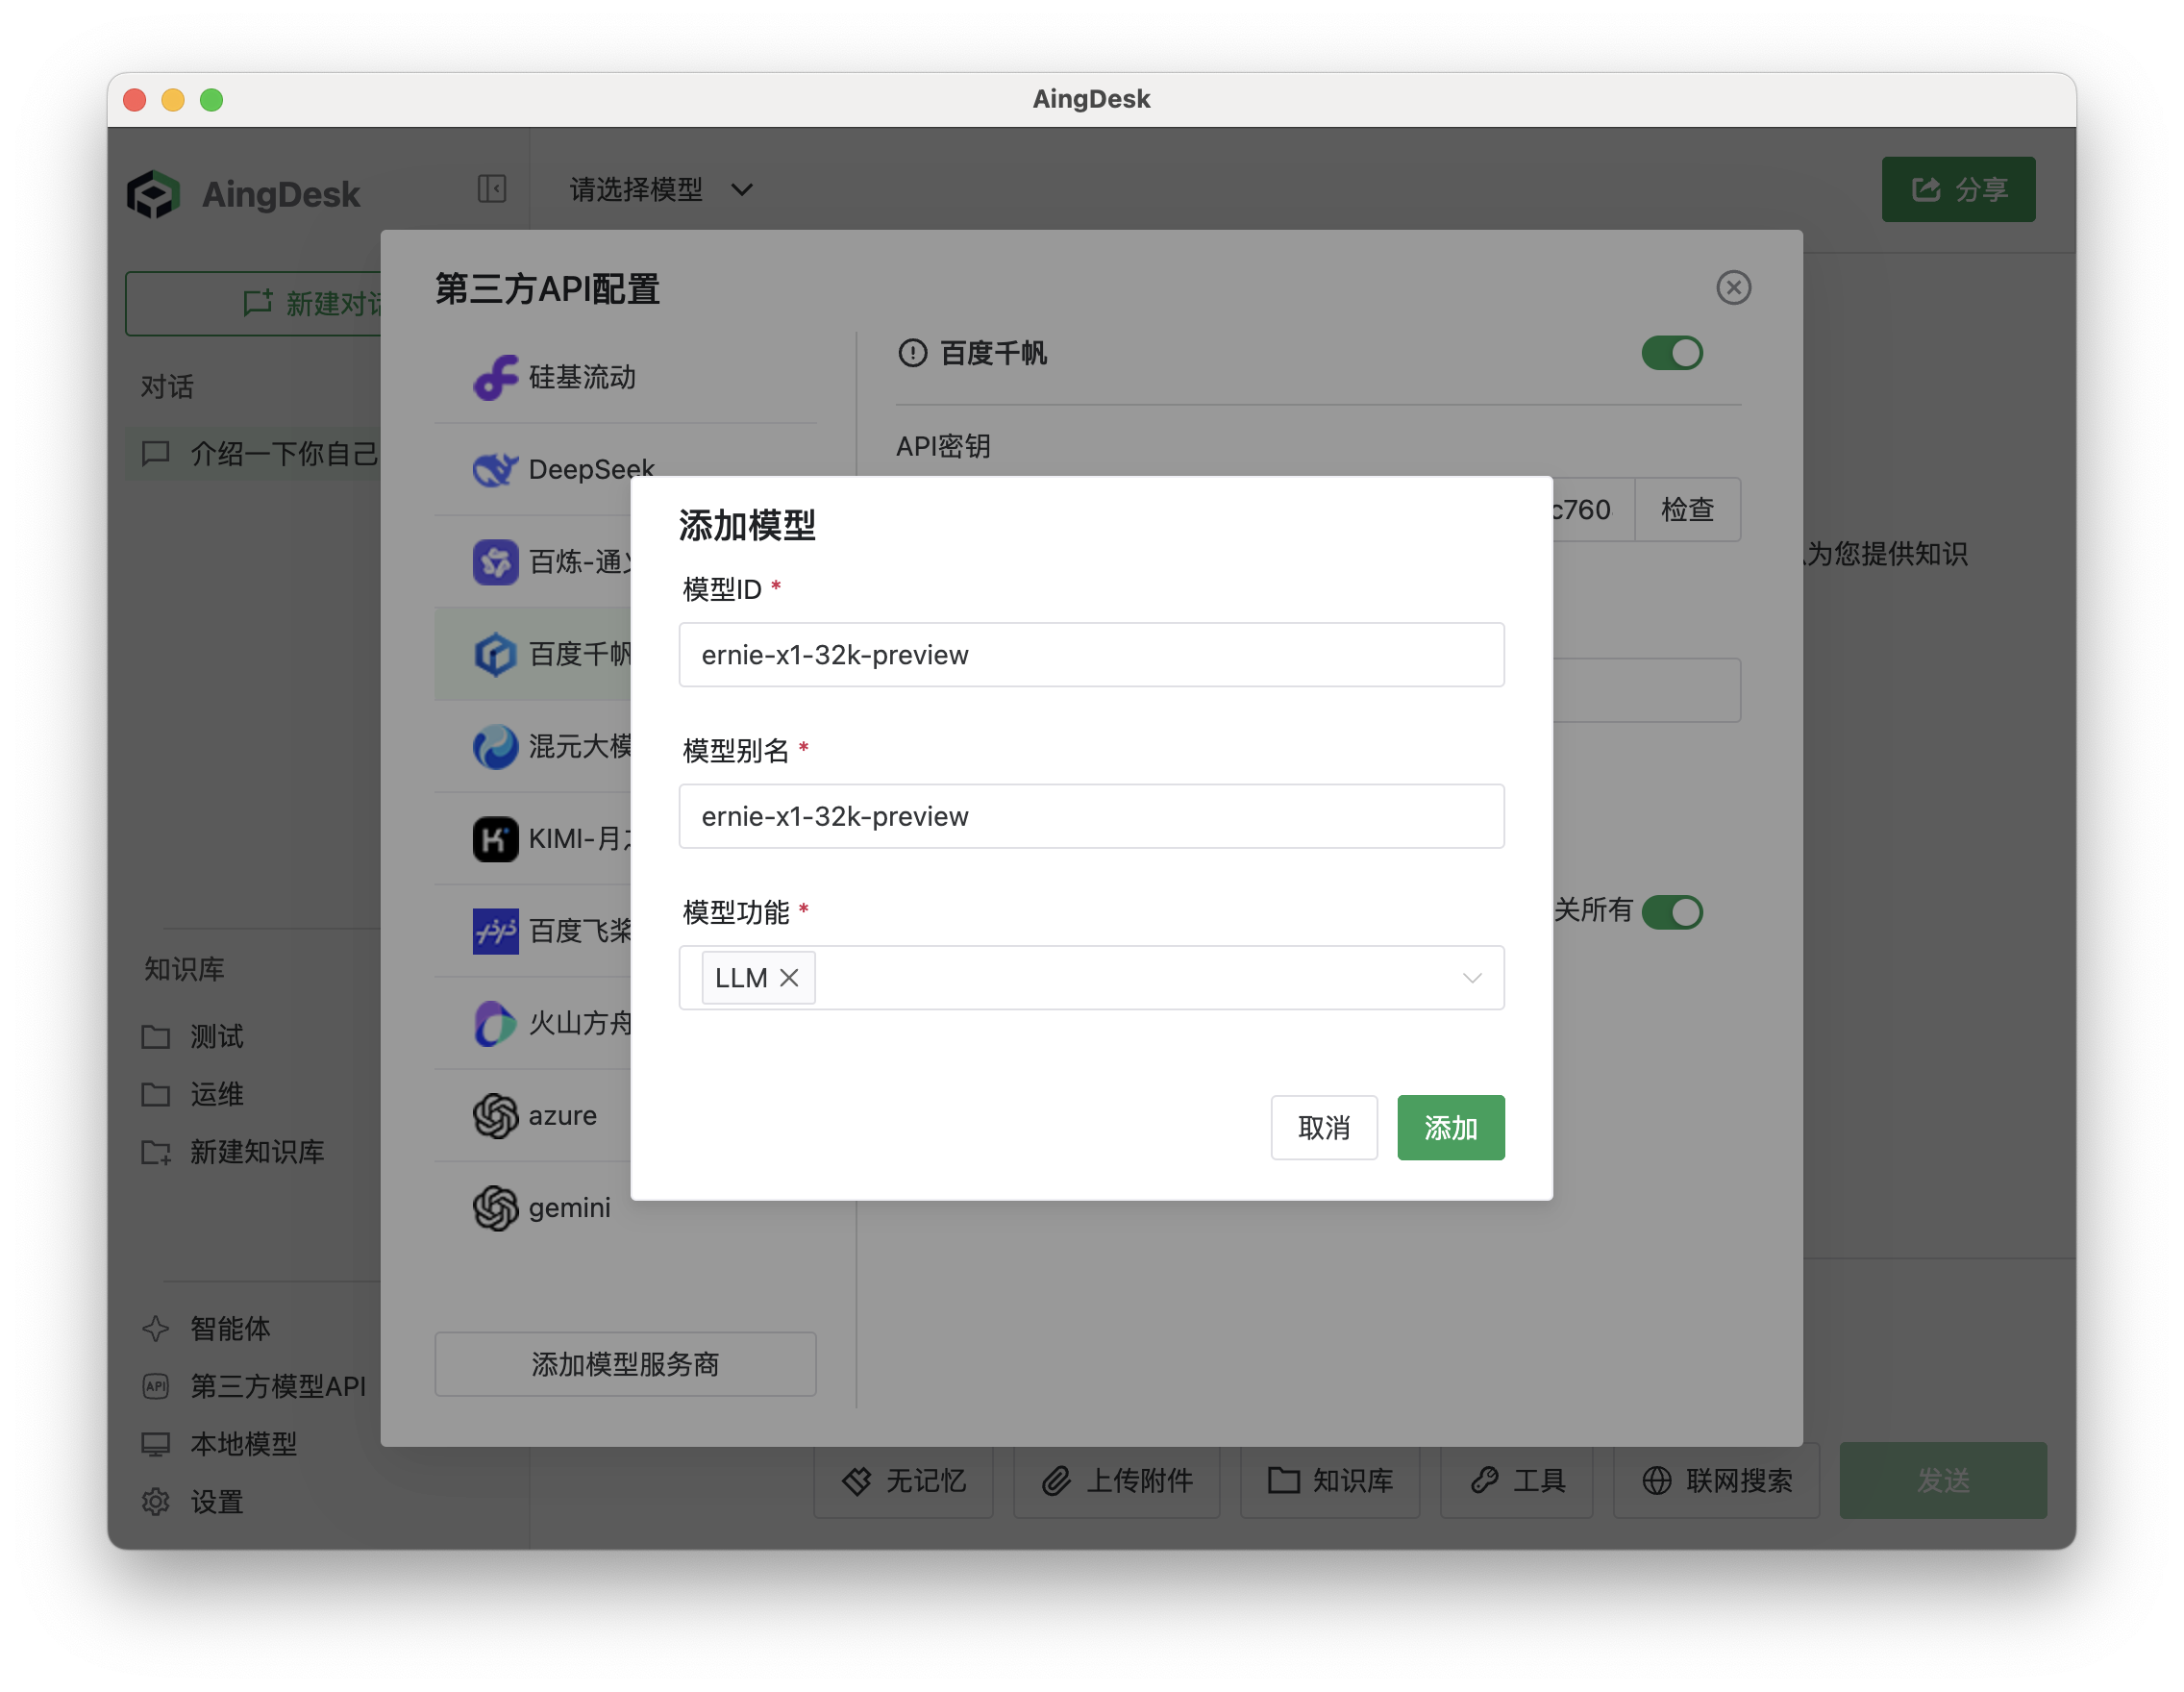 AingDesk
AingDesk
请选择模型
分享
新建对话
对话
介绍一下你自己
知识库
测试
运维
新建知识库
智能体
第三方模型API
本地模型
设置
第三方API配置
硅基流动
DeepSeek
百炼-通义
百度千帆
混元大模
KIMI-月之
百度飞桨
火山方舟
azure
gemini
添加模型服务商
百度千帆
API密钥
c760
检查
关所有
为您提供知识
添加模型
模型ID *
ernie-x1-32k-preview
模型别名 *
ernie-x1-32k-preview
模型功能 *
LLM
取消
添加
无记忆
上传附件
知识库
工具
联网搜索
发送